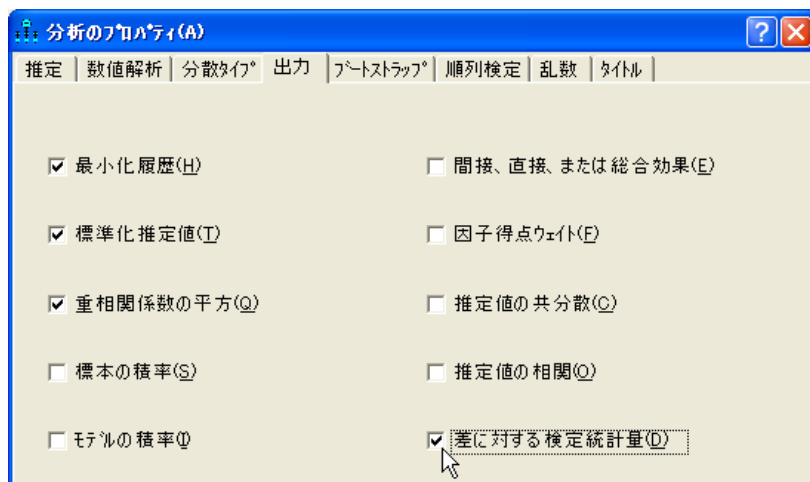 分析のﾌﾟﾛﾊﾟﾃｨ(A)
推定 数値解析 分散ﾀｲﾌﾟ 出力 ﾌﾞｰﾄｽﾄﾗｯﾌﾟ 順列検定 乱数 ﾀｲﾄﾙ
最小化履歴(H) 間接、直接、または総合効果(E)
標準化推定値(T) 因子得点ｳｪｲﾄ(F)
重相関係数の平方(Q) 推定値の共分散(C)
標本の積率(S) 推定値の相関(O)
ﾓﾃﾞﾙの積率(I) 差に対する検定統計量(D)